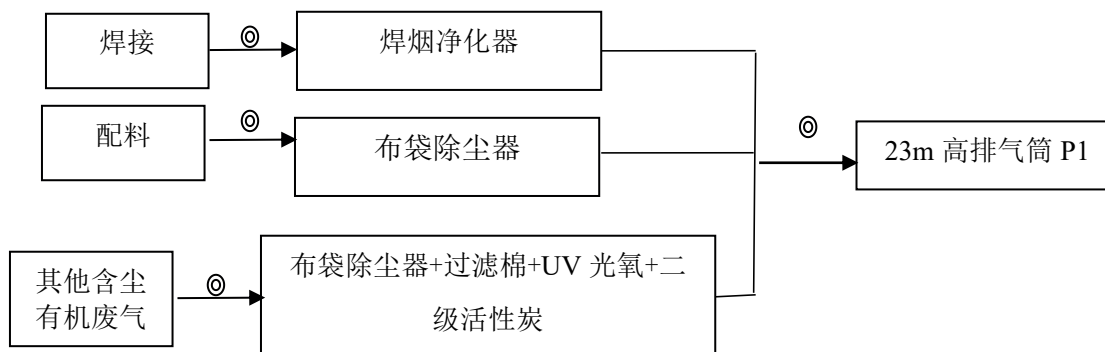 焊接
焊烟净化器
配料
布袋除尘器
23m 高排气筒 P1
其他含尘
有机废气
布袋除尘器+过滤棉+UV 光氧+二
级活性炭